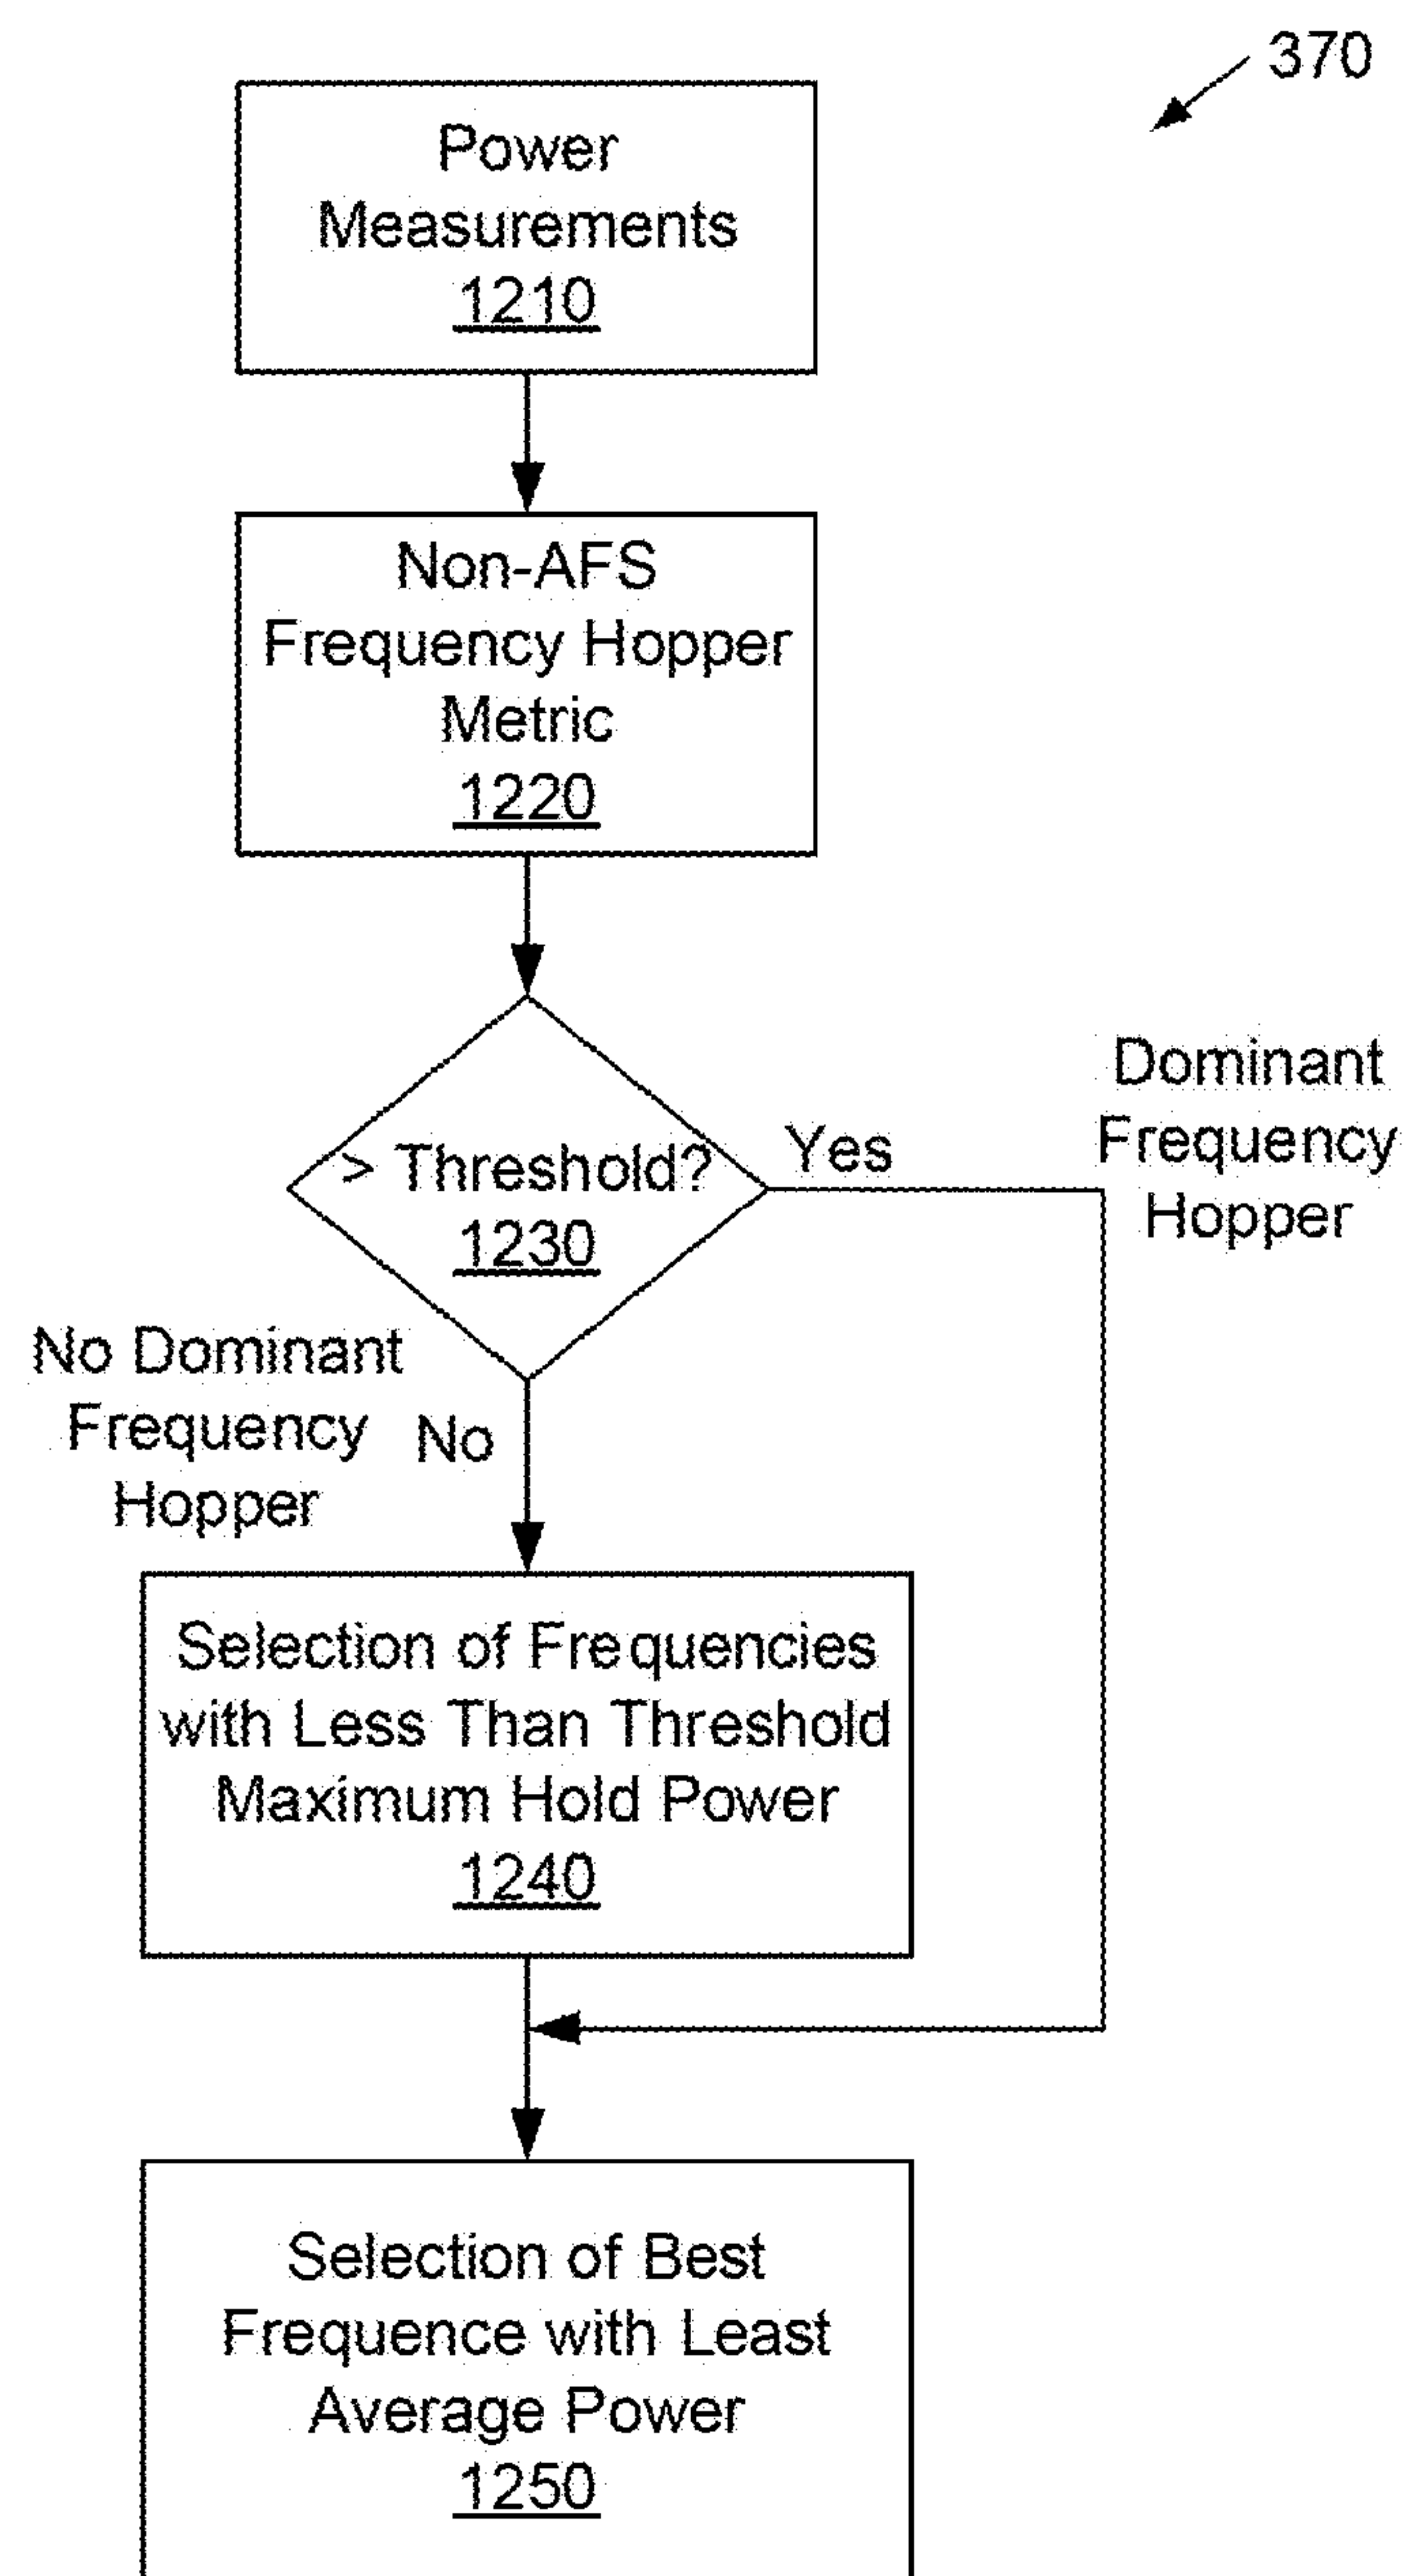 370
Power
Measurements
1210
Non-AFS
Frequency Hopper
Metric
1220
> Threshold?
1230
Yes
Dominant
Frequency
Hopper
No Dominant
Frequency
Hopper
No
Selection of Frequencies
with Less Than Threshold
Maximum Hold Power
1240
Selection of Best
Frequence with Least
Average Power
1250